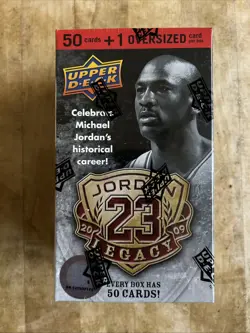 50 cards + 1 OVERSIZED card
UPPER
D·E·C·K
Celebrate
Michael
Jordan's
historical
career!
JORDAN
23
20 09
LEGACY
EVERY BOX HAS
50 CARDS!